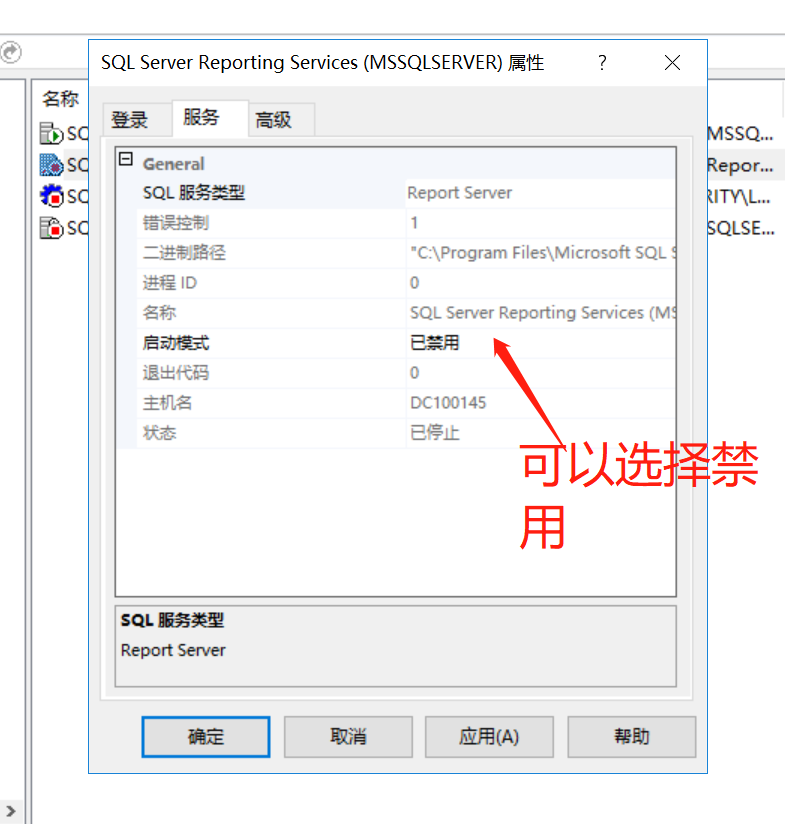 SQL Server Reporting Services (MSSQLSERVER) 属性
?
名称
登录
服务
高级
SQ
MSSQ...
SQ
Repor...
SQ
RITY\L...
SQ
SQLSE...
General
SQL 服务类型 Report Server
错误控制 1
二进制路径 "C:\Program Files\Microsoft SQL S
进程 ID 0
名称 SQL Server Reporting Services (MS
启动模式 已禁用
退出代码 0
主机名 DC100145
状态 已停止
可以选择禁
用
SQL 服务类型
Report Server
确定
取消
应用(A)
帮助